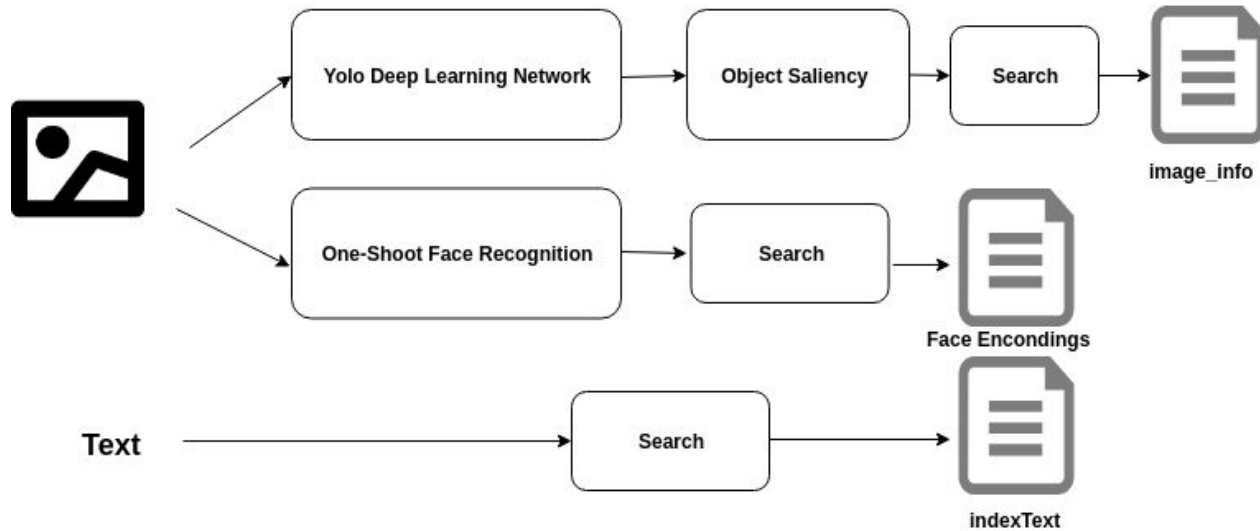 Yolo Deep Learning Network
Object Saliency
Search
image_info
One-Shoot Face Recognition
Search
Face Encondings
Text
Search
indexText